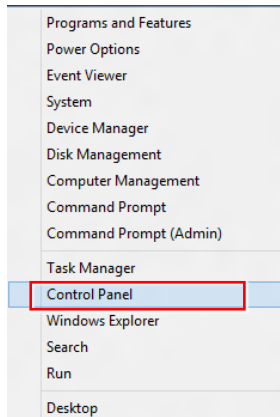 Programs and Features
Power Options
Event Viewer
System
Device Manager
Disk Management
Computer Management
Command Prompt
Command Prompt (Admin)
Task Manager
Control Panel
Windows Explorer
Search
Run
Desktop